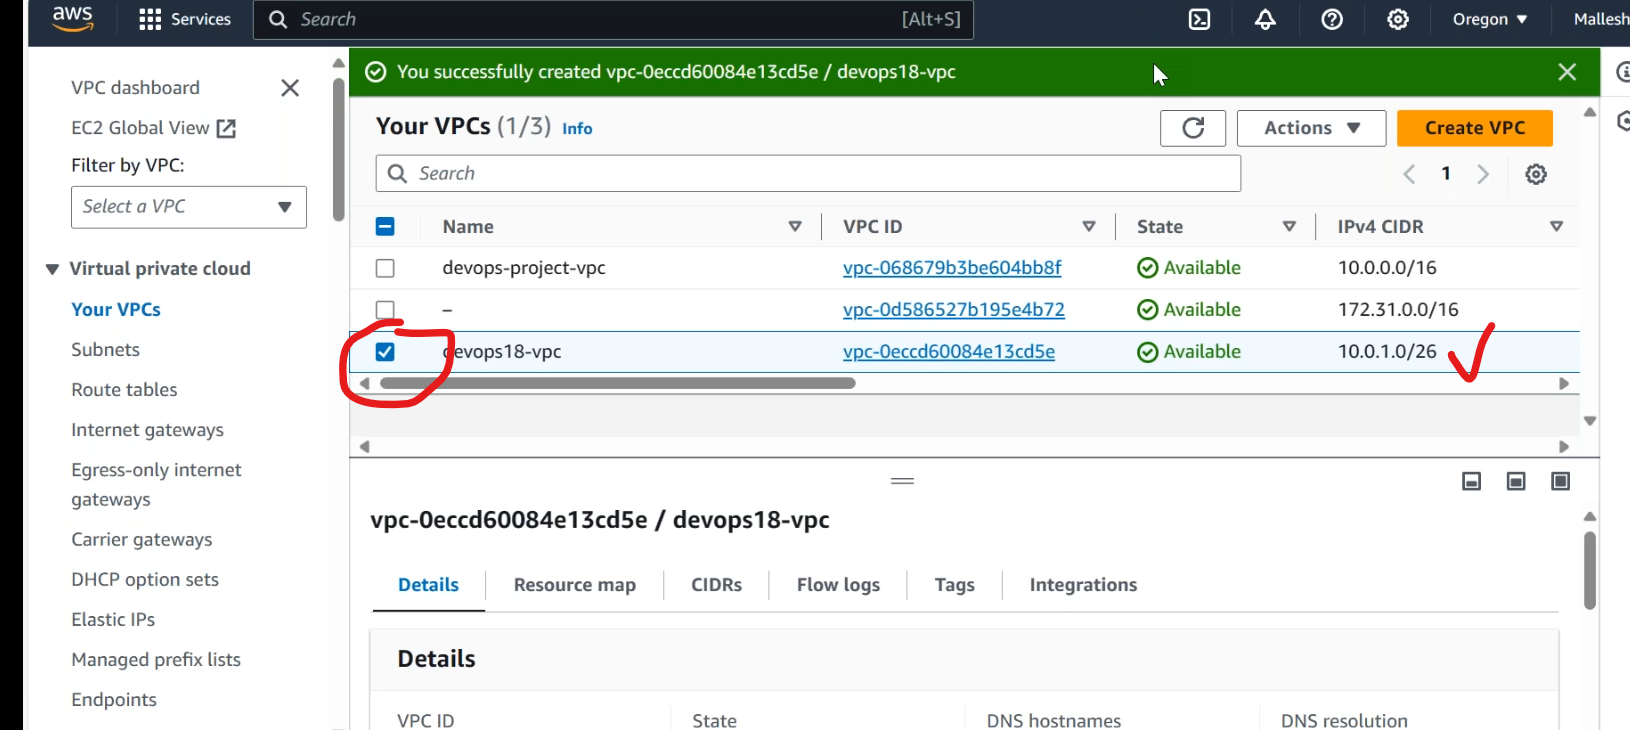 aws Services Search [Alt+S] Oregon Mallesh
VPC dashboard
EC2 Global View
Filter by VPC:
Select a VPC
Virtual private cloud
Your VPCs
Subnets
Route tables
Internet gateways
Egress-only internet
gateways
Carrier gateways
DHCP option sets
Elastic IPs
Managed prefix lists
Endpoints
You successfully created vpc-0eccd60084e13cd5e / devops18-vpc
Your VPCs (1/3) Info Actions Create VPC
Search 1
Name VPC ID State IPv4 CIDR
devops-project-vpc vpc-068679b3be604bb8f Available 10.0.0.0/16
– vpc-0d586527b195e4b72 Available 172.31.0.0/16
devops18-vpc vpc-0eccd60084e13cd5e Available 10.0.1.0/26
vpc-0eccd60084e13cd5e / devops18-vpc
Details Resource map CIDRs Flow logs Tags Integrations
Details
VPC ID State DNS hostnames DNS resolution